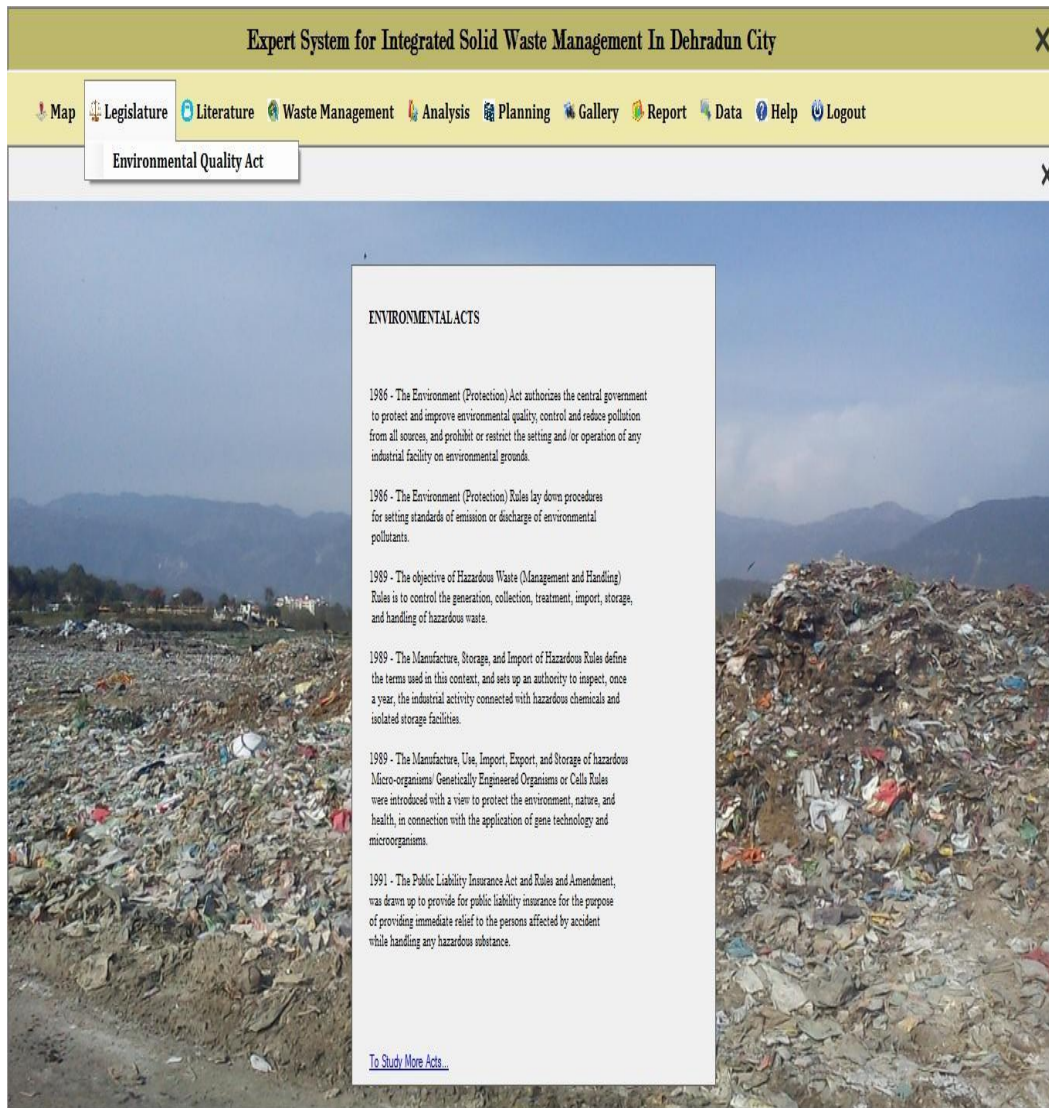 Expert System for Integrated Solid Waste Management In Dehradun City
Map Legislature Literature Waste Management Analysis Planning Gallery Report Data Help Logout
Environmental Quality Act
ENVIRONMENTAL ACTS
1986 - The Environment (Protection) Act authorizes the central government
to protect and improve environmental quality, control and reduce pollution
from all sources, and prohibit or restrict the setting and /or operation of any
industrial facility on environmental grounds.
1986 - The Environment (Protection) Rules lay down procedures
for setting standards of emission or discharge of environmental
pollutants.
1989 - The objective of Hazardous Waste (Management and Handling)
Rules is to control the generation, collection, treatment, import, storage,
and handling of hazardous waste.
1989 - The Manufacture, Storage, and Import of Hazardous Rules define
the terms used in this context, and sets up an authority to inspect, once
a year, the industrial activity connected with hazardous chemicals and
isolated storage facilities.
1989 - The Manufacture, Use, Import, Export, and Storage of hazardous
Micro-organisms/ Genetically Engineered Organisms or Cells Rules
were introduced with a view to protect the environment, nature, and
health, in connection with the application of gene technology and
microorganisms.
1991 - The Public Liability Insurance Act and Rules and Amendment,
was drawn up to provide for public liability insurance for the purpose
of providing immediate relief to the persons affected by accident
while handling any hazardous substance.
To Study More Acts...